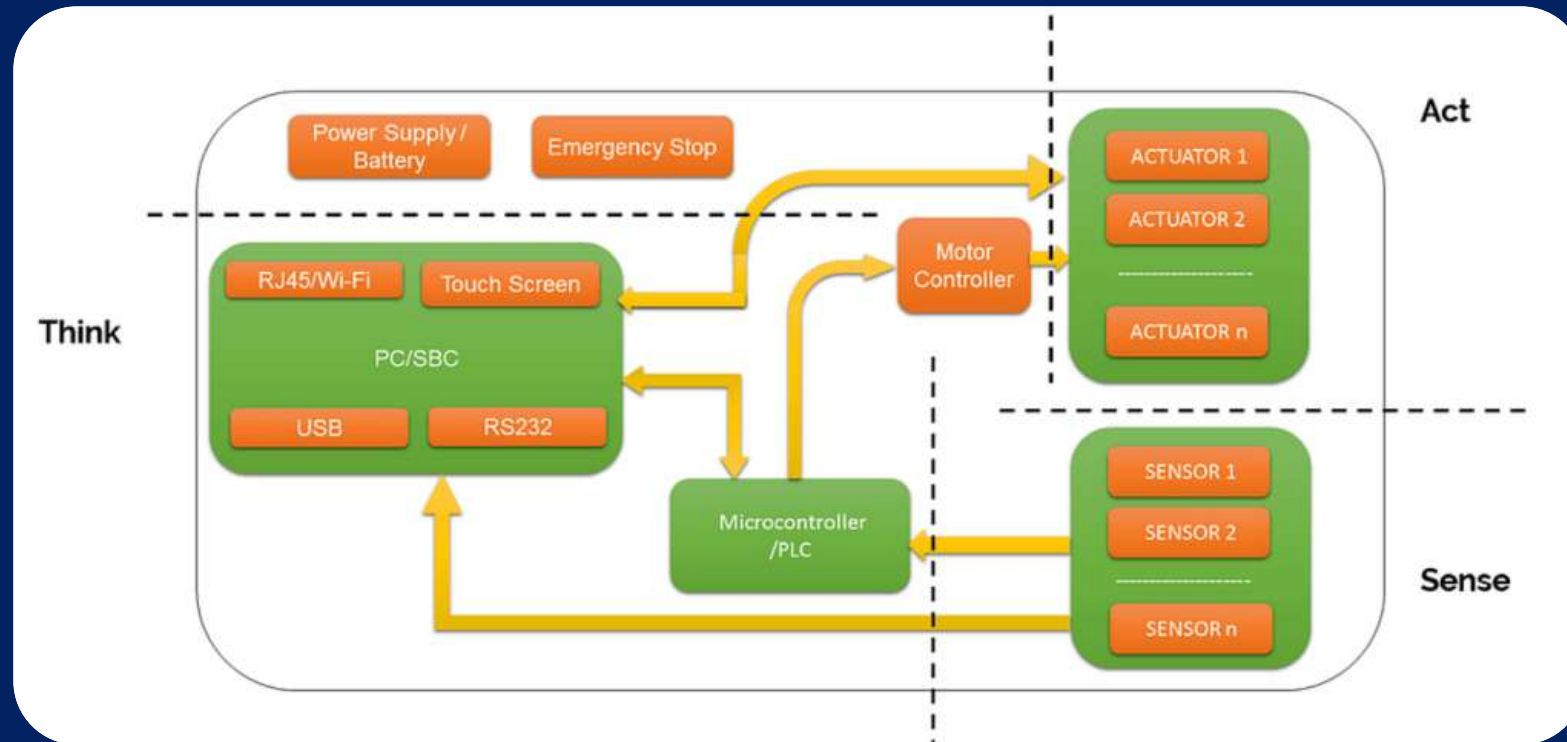 Act
Power Supply/
Battery
Emergency Stop
ACTUATOR 1
ACTUATOR 2
ACTUATOR n
Motor
Controller
Think
RJ45/Wi-Fi
Touch Screen
PC/SBC
USB
RS232
Microcontroller
/PLC
SENSOR 1
SENSOR 2
SENSOR n
Sense